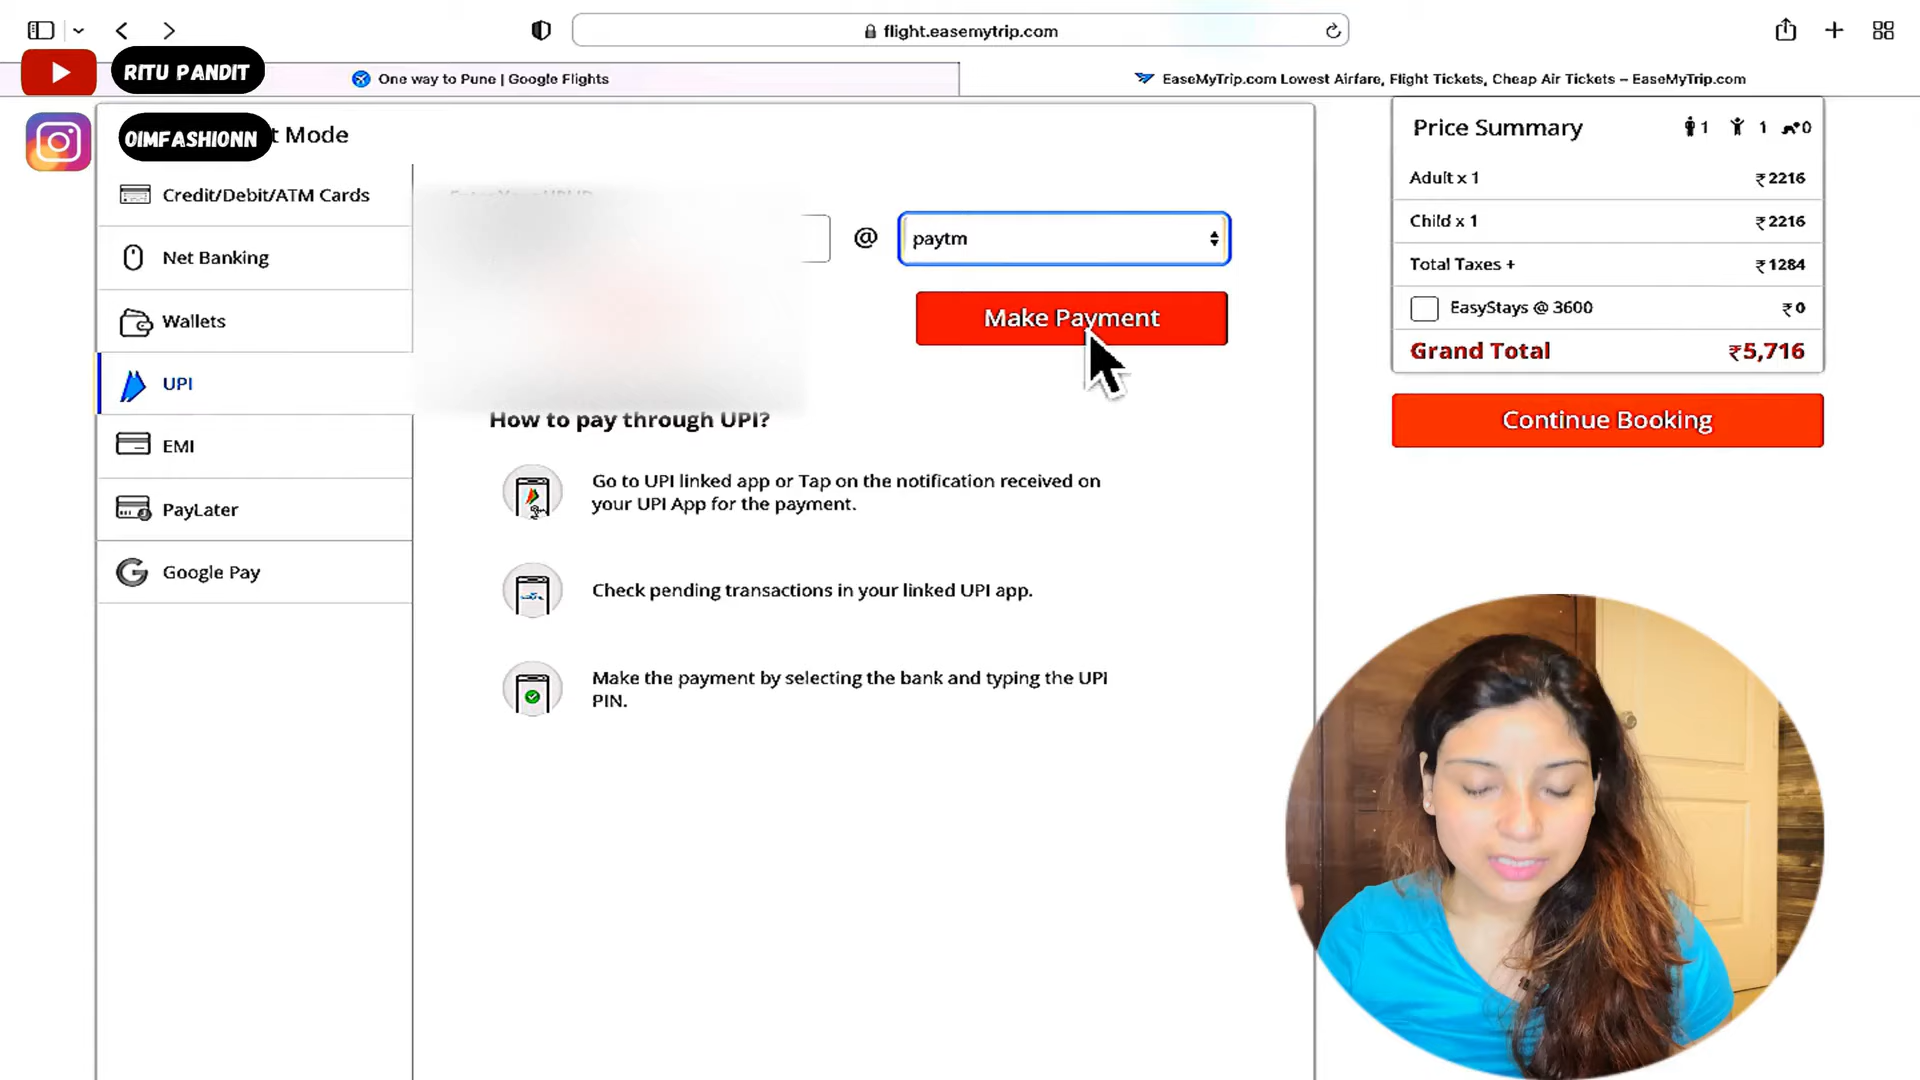 flight.easemytrip.com
RITU PANDIT
One way to Pune | Google Flights
EaseMyTrip.com Lowest Airfare, Flight Tickets, Cheap Air Tickets – EaseMyTrip.com
OIMFASHIONN
t Mode
Credit/Debit/ATM Cards
Net Banking
Wallets
UPI
EMI
PayLater
Google Pay
@
paytm
Make Payment
How to pay through UPI?
Go to UPI linked app or Tap on the notification received on
your UPI App for the payment.
Check pending transactions in your linked UPI app.
Make the payment by selecting the bank and typing the UPI
PIN.
Price Summary 1 1 0
Adult x 1 ₹2216
Child x 1 ₹2216
Total Taxes + ₹1284
EasyStays @ 3600 ₹0
Grand Total ₹5,716
Continue Booking